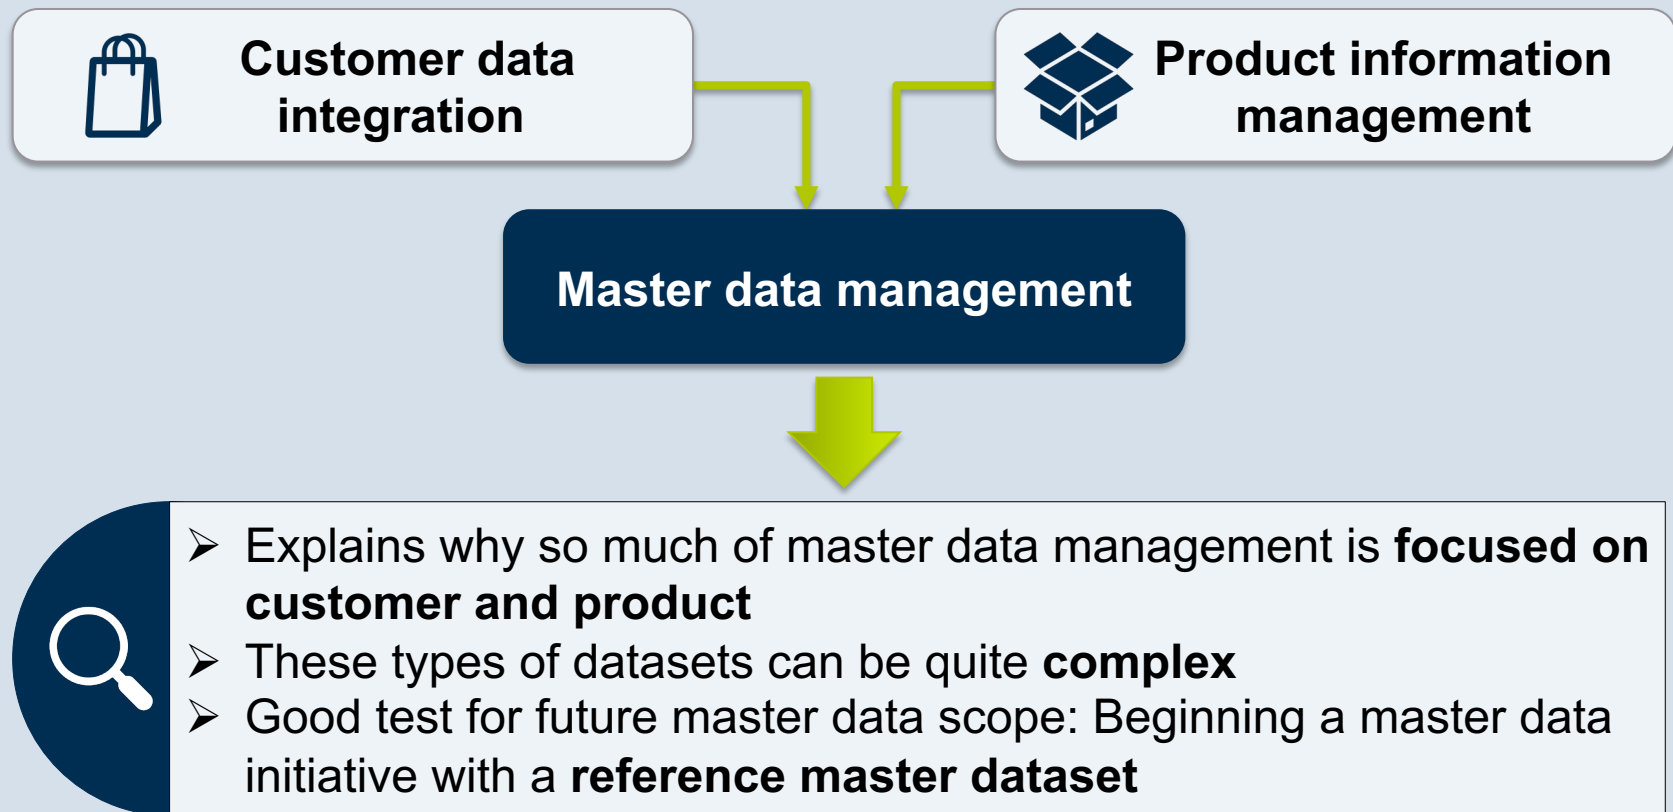 Customer data
integration
Product information
management
Master data management
➢ Explains why so much of master data management is focused on
customer and product
➢ These types of datasets can be quite complex
➢ Good test for future master data scope: Beginning a master data
initiative with a reference master dataset